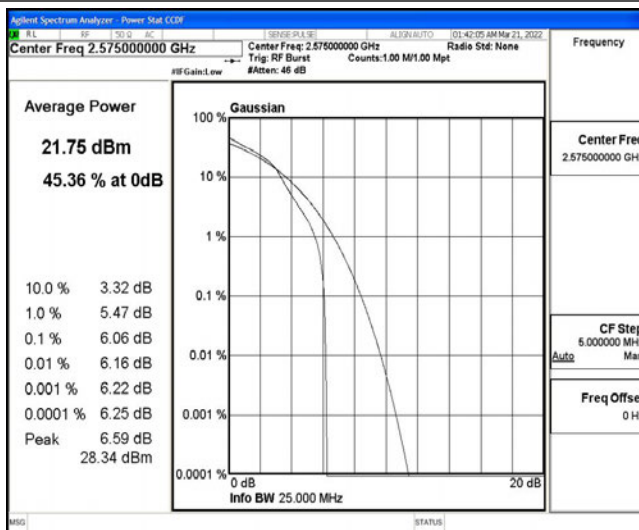 Agilent Spectrum Analyzer - Power Stat CCDF
RL RF 50 Ω AC SENSE:PULSE ALIGN AUTO 01:42:05 AM Mar 21, 2022
Center Freq 2.575000000 GHz
Center Freq: 2.575000000 GHz Radio Std: None
Trig: RF Burst Counts:1.00 M/1.00 Mpt
#IFGain:Low #Atten: 46 dB
Frequency
Average Power
21.75 dBm
45.36 % at 0dB
10.0 % 3.32 dB
1.0 % 5.47 dB
0.1 % 6.06 dB
0.01 % 6.16 dB
0.001 % 6.22 dB
0.0001 % 6.25 dB
Peak 6.59 dB
28.34 dBm
Gaussian
100 %
10 %
1 %
0.1 %
0.01 %
0.001 %
0.0001 %
0 dB 20 dB
Info BW 25.000 MHz
Center Fre
2.575000000 GH
CF Step
5.000000 MH
Auto Ma
Freq Offse
0 H
MSG STATUS